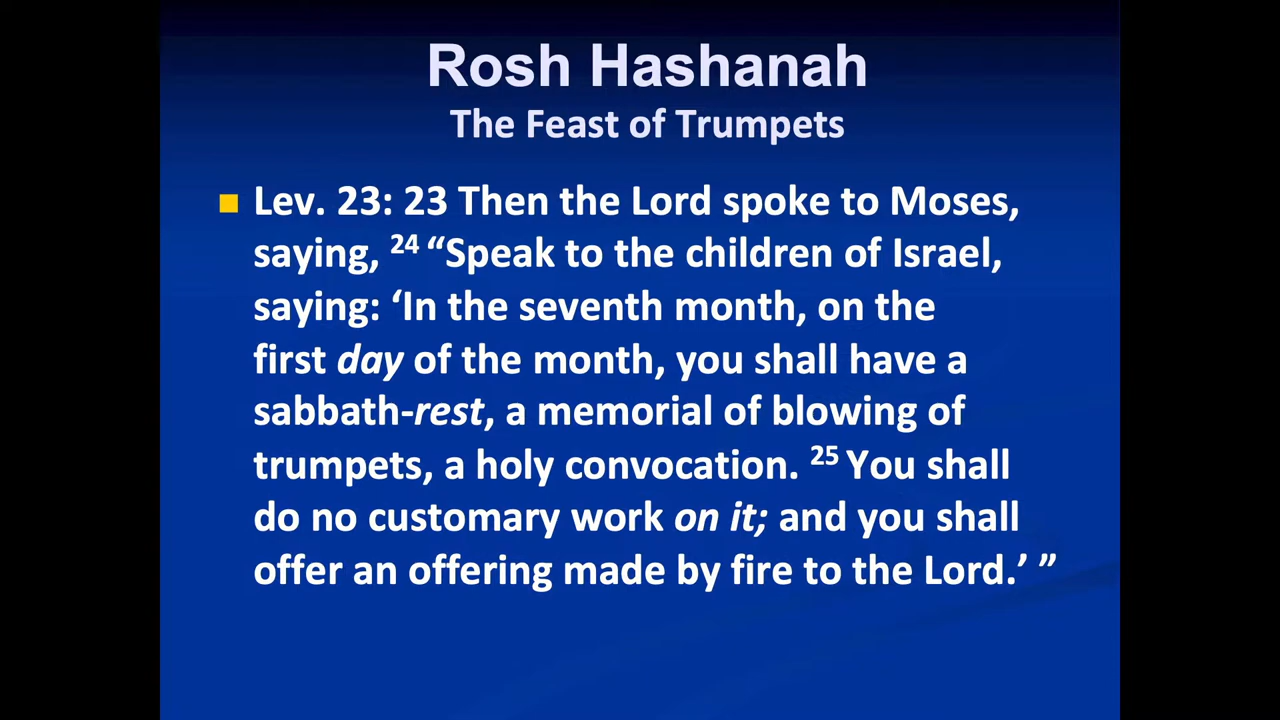 Rosh Hashanah
The Feast of Trumpets
Lev. 23: 23 Then the Lord spoke to Moses,
saying, 24 “Speak to the children of Israel,
saying: ‘In the seventh month, on the
first day of the month, you shall have a
sabbath-rest, a memorial of blowing of
trumpets, a holy convocation. 25 You shall
do no customary work on it; and you shall
offer an offering made by fire to the Lord.’ ”